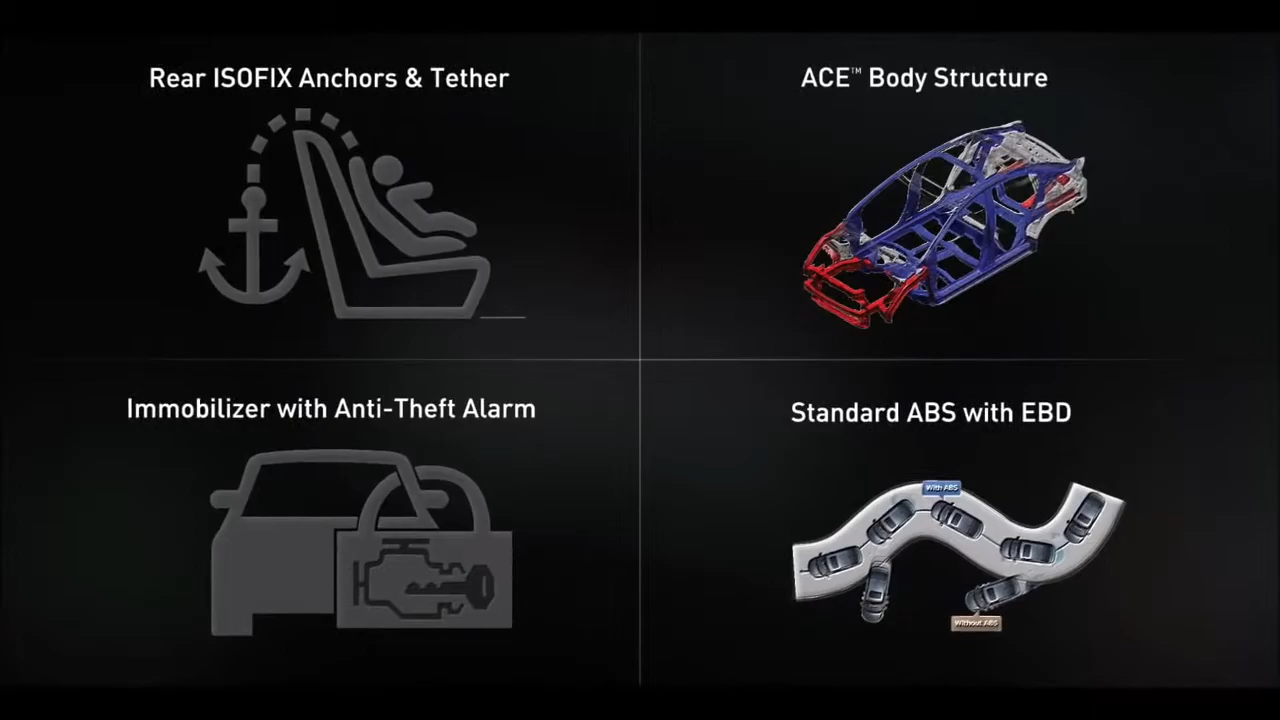 Rear ISOFIX Anchors & Tether
ACE™ Body Structure
Immobilizer with Anti-Theft Alarm
Standard ABS with EBD
With ABS
Without ABS